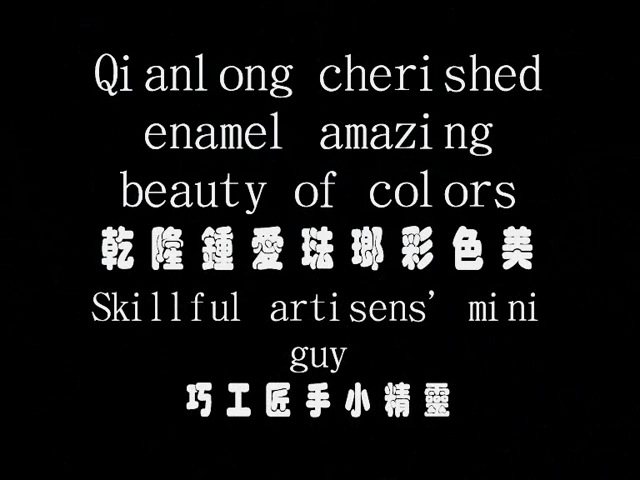 Qianlong cherished
enamel amazing
beauty of colors
乾隆鍾愛琺瑯彩色美
Skillful artisens' mini
guy
巧工匠手小精靈